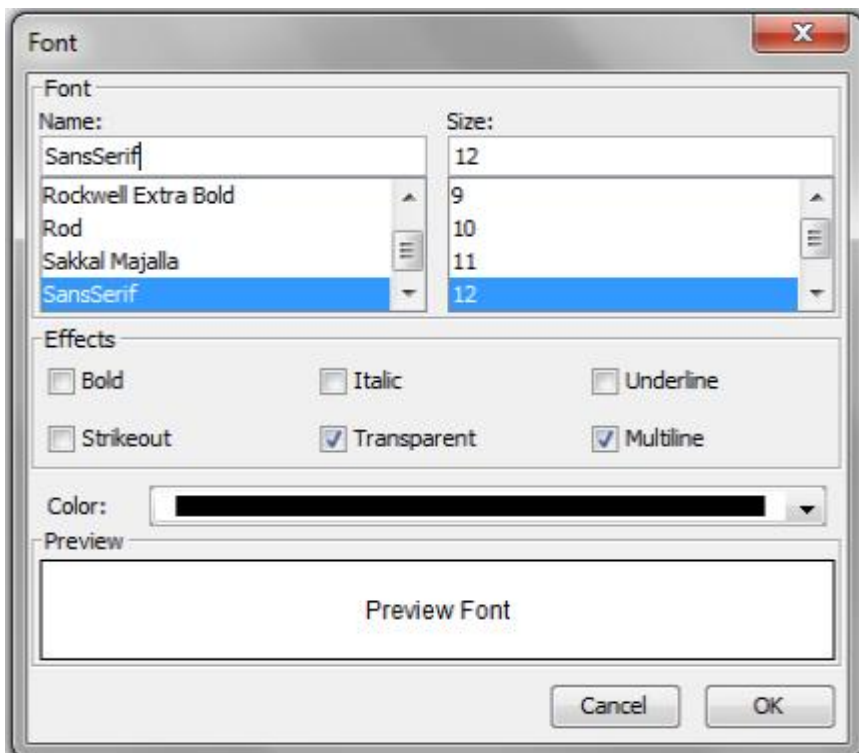 Font
Font
Name: Size:
SansSerif 12
Rockwell Extra Bold 9
Rod 10
Sakkal Majalla 11
SansSerif 12
Effects
Bold Italic Underline
Strikeout Transparent Multiline
Color:
Preview
Preview Font
Cancel OK